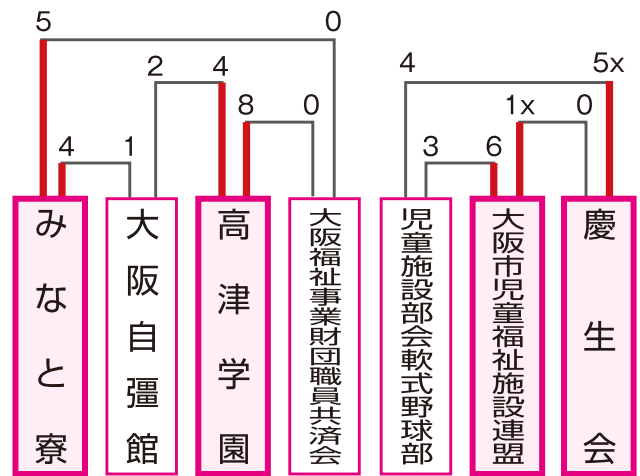 5 0
4 5x
2 4
8 0
1x 0
4 1
3 6
みなと寮
大阪自彊館
高津学園
大阪福祉事業財団職員共済会
児童施設部会軟式野球部
大阪市児童福祉施設連盟
慶生会